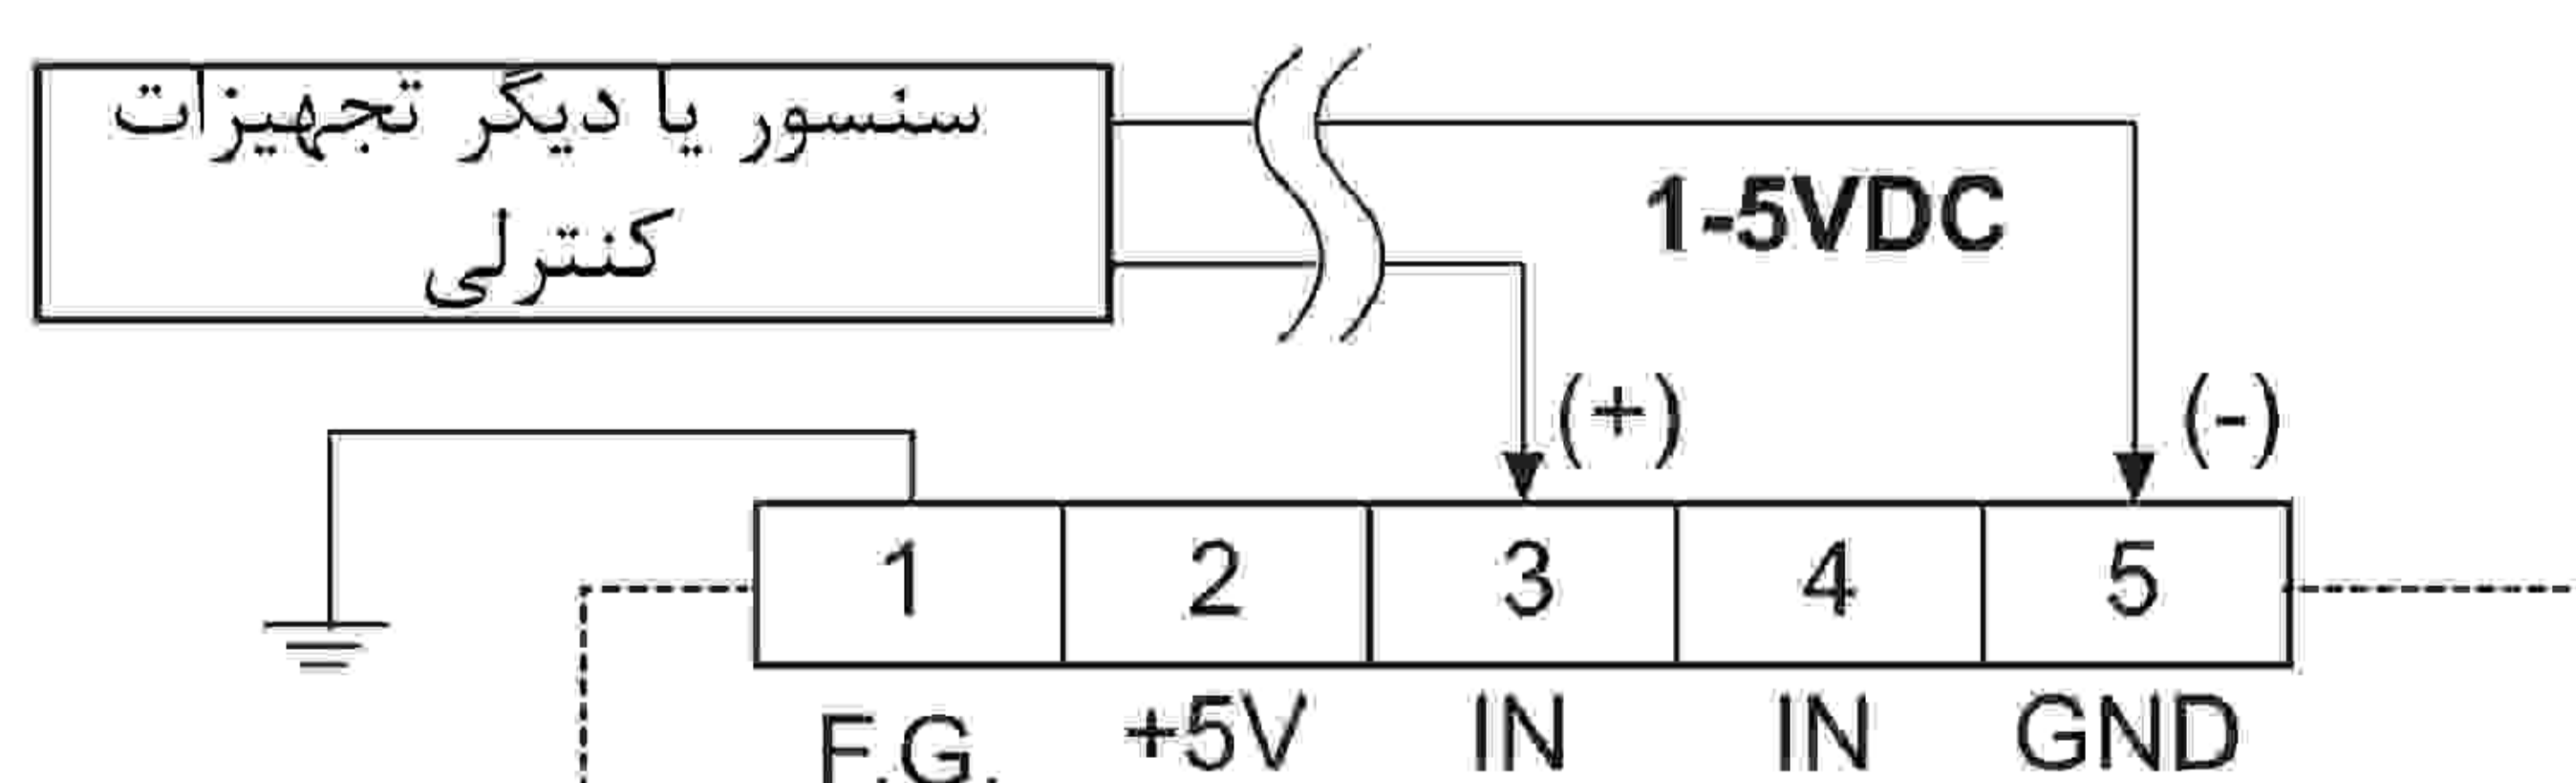 سنسور یا دیگر تجهیزات
کنترلی
1-5VDC
(+) (-)
1 2 3 4 5
F.G. +5V IN IN GND